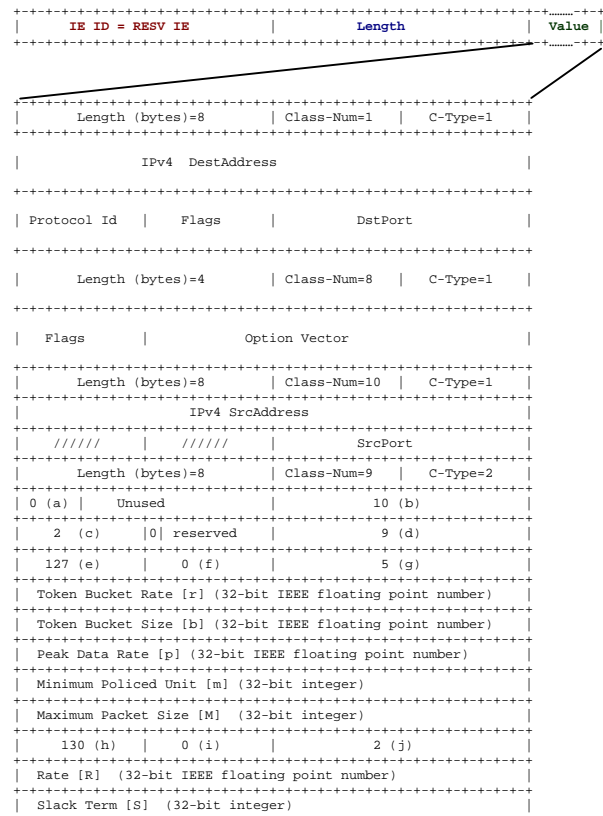 IE ID = RESV IE | Length | Value |
| Length (bytes)=8 | Class-Num=1 | C-Type=1 |
| IPv4 DestAddress |
| Protocol Id | Flags | DstPort |
| Length (bytes)=4 | Class-Num=8 | C-Type=1 |
| Flags | Option Vector |
| Length (bytes)=8 | Class-Num=10 | C-Type=1 |
| IPv4 SrcAddress |
| ////// | ////// | SrcPort |
| Length (bytes)=8 | Class-Num=9 | C-Type=2 |
| 0 (a) | Unused | 10 (b) |
| 2 (c) |0| reserved | 9 (d) |
| 127 (e) | 0 (f) | 5 (g) |
| Token Bucket Rate [r] (32-bit IEEE floating point number) |
| Token Bucket Size [b] (32-bit IEEE floating point number) |
| Peak Data Rate [p] (32-bit IEEE floating point number) |
| Minimum Policed Unit [m] (32-bit integer) |
| Maximum Packet Size [M] (32-bit integer) |
| 130 (h) | 0 (i) | 2 (j) |
| Rate [R] (32-bit IEEE floating point number) |
| Slack Term [S] (32-bit integer) |